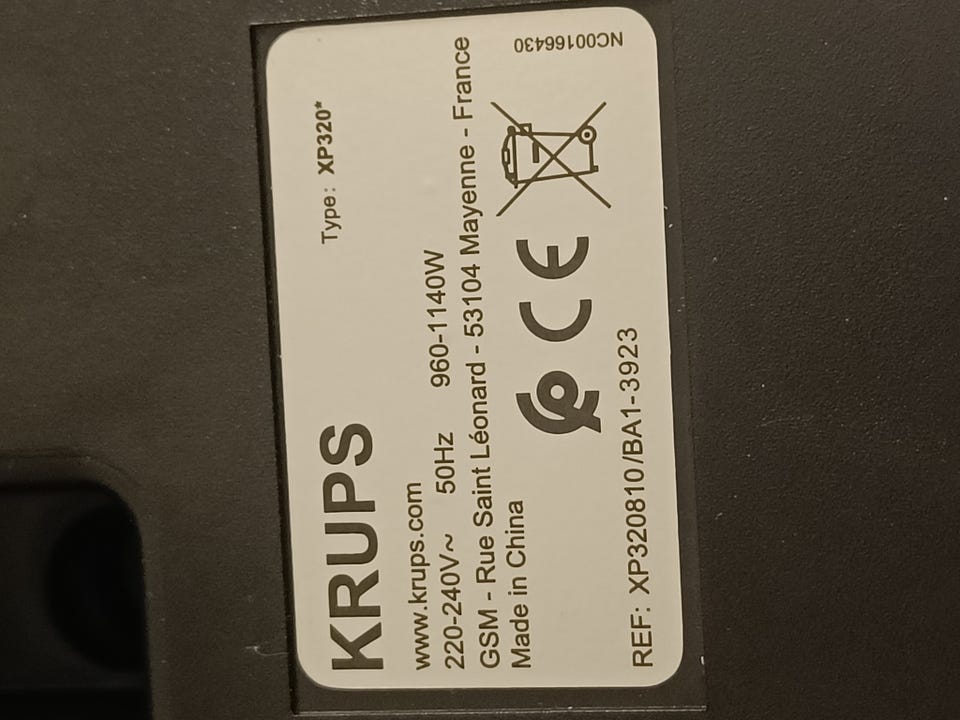 KRUPS
Type: XP320*
www.krups.com
220-240V~ 50Hz 960-1140W
GSM - Rue Saint Léonard - 53104 Mayenne - France
Made in China
CE
REF: XP320810/BA1-3923
NC00166430